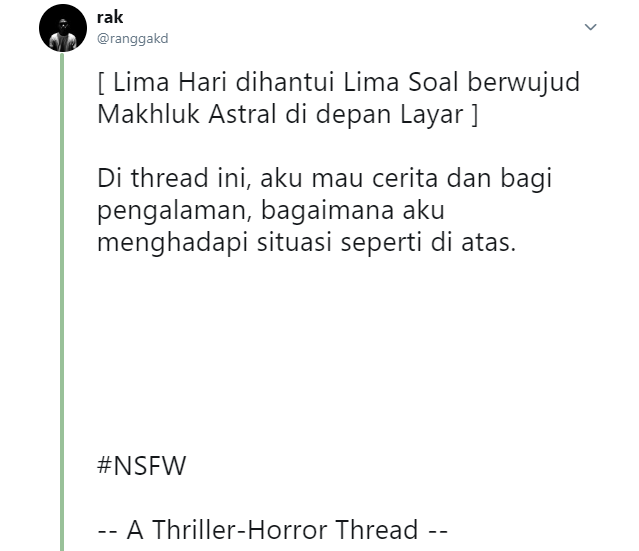 rak
@ranggakd
[ Lima Hari dihantui Lima Soal berwujud
Makhluk Astral di depan Layar ]
Di thread ini, aku mau cerita dan bagi
pengalaman, bagaimana aku
menghadapi situasi seperti di atas.
#NSFW
-- A Thriller-Horror Thread --